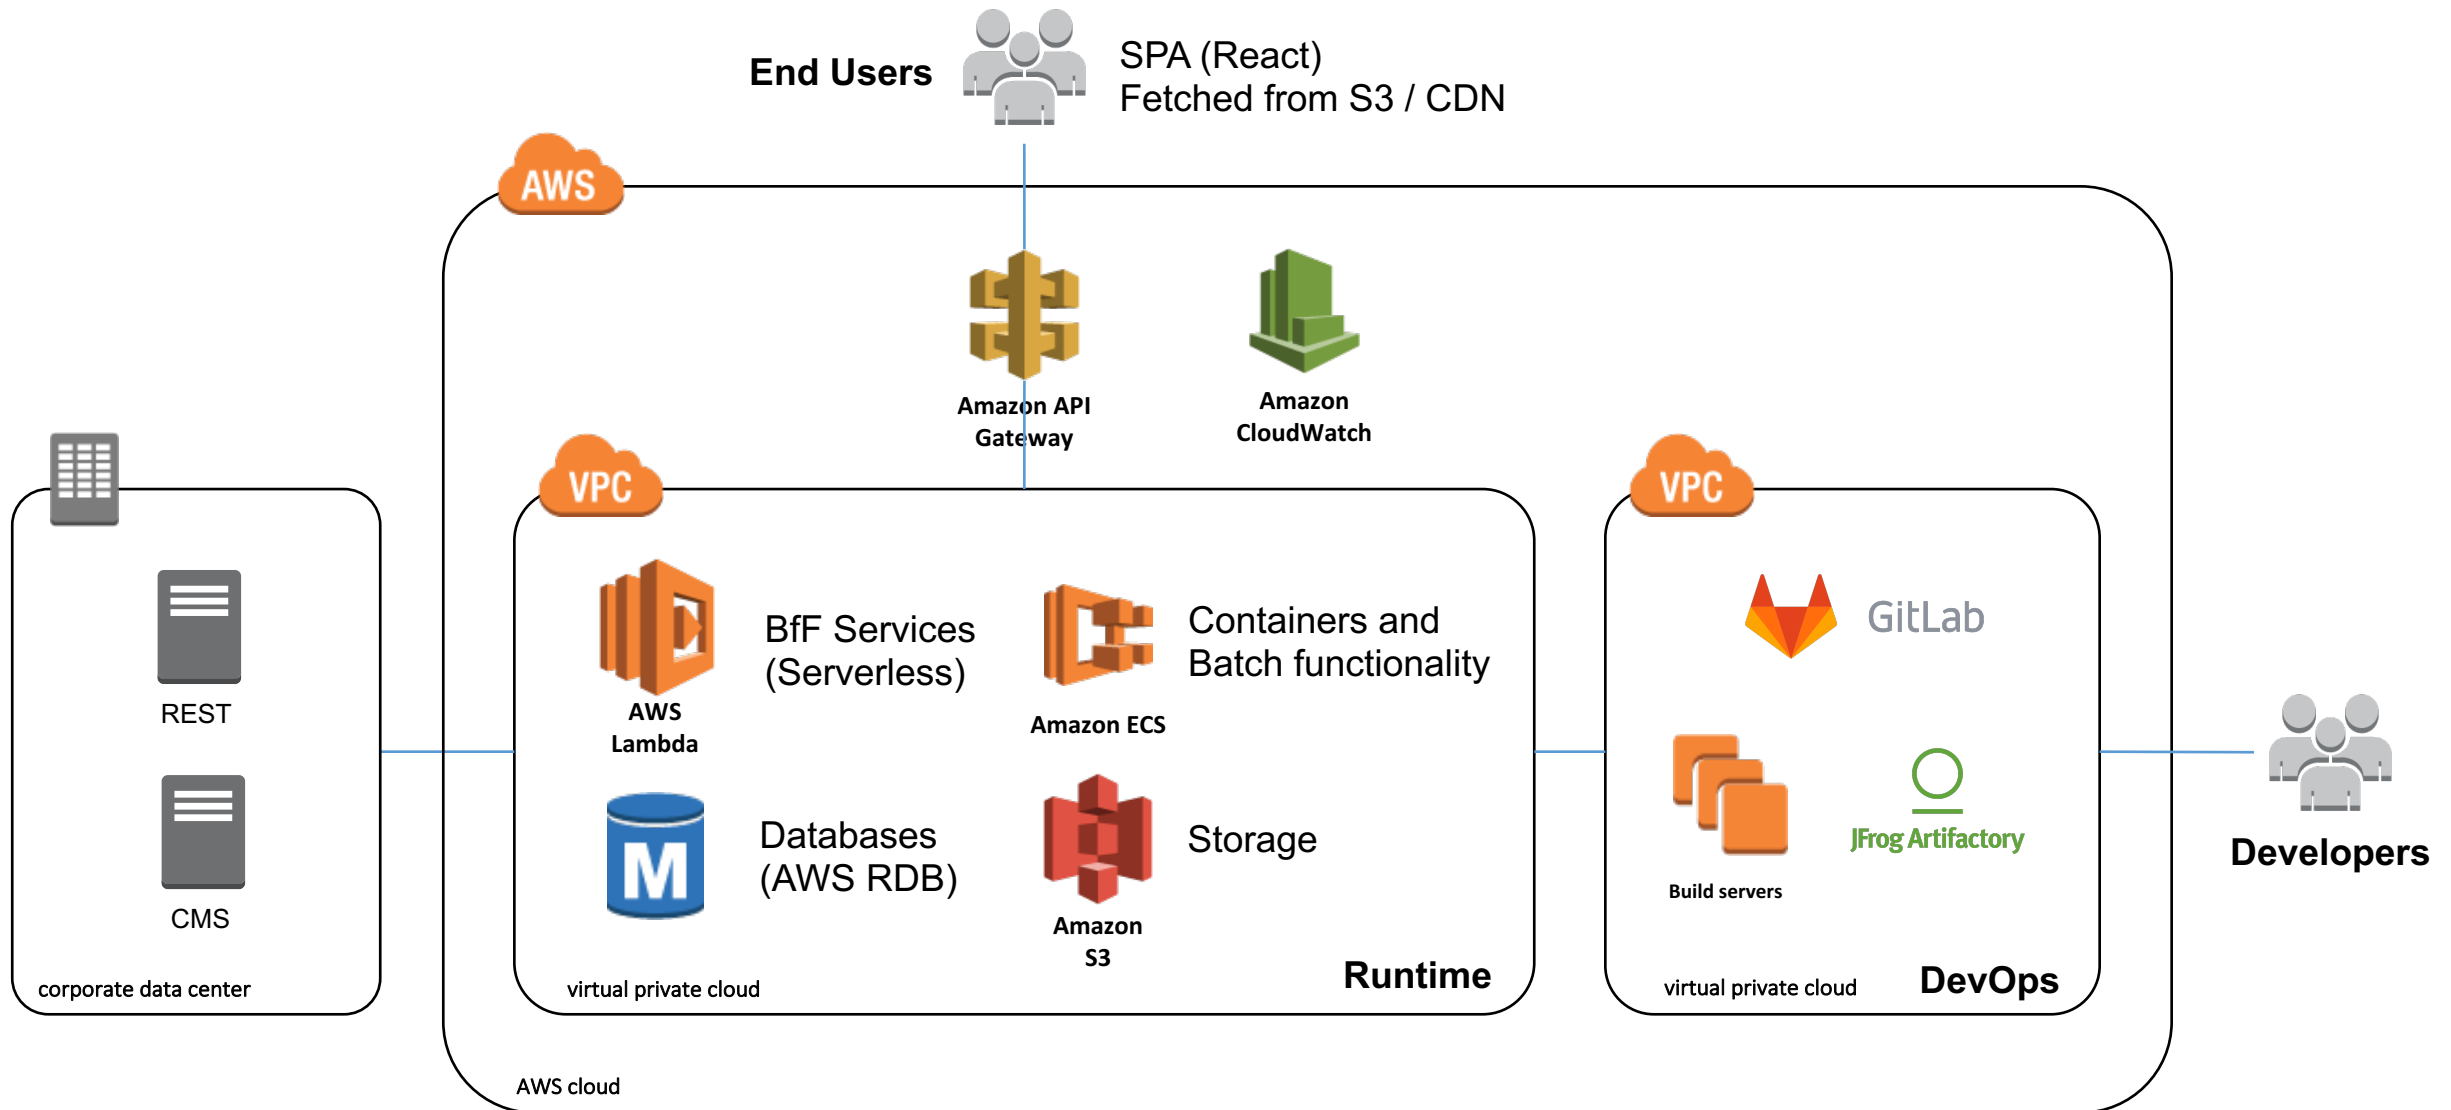 End Users
SPA (React)
Fetched from S3 / CDN
AWS
Amazon API
Gateway
Amazon
CloudWatch
VPC
VPC
REST
CMS
corporate data center
AWS
Lambda
BfF Services
(Serverless)
Amazon ECS
Containers and
Batch functionality
M
Databases
(AWS RDB)
Amazon
S3
Storage
virtual private cloud
Runtime
GitLab
Build servers
JFrog Artifactory
virtual private cloud
DevOps
Developers
AWS cloud